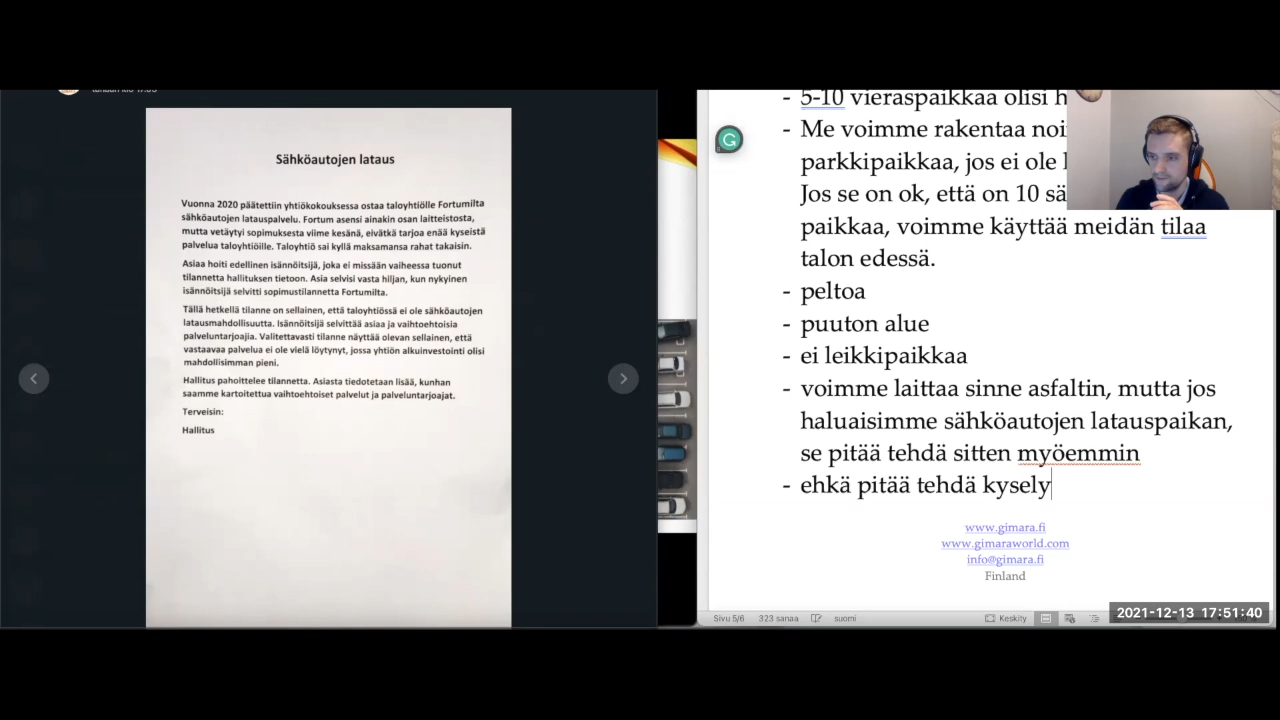 Sähköautojen lataus
Vuonna 2020 päätettiin yhtiökokouksessa ostaa taloyhtiölle Fortumilta
sähköautojen latauspalvelu. Fortum asensi ainakin osan laitteistosta,
mutta vetäytyi sopimuksesta viime kesänä, eivätkä tarjoa enää kyseistä
palvelua taloyhtiöille. Taloyhtiö sai kyllä maksamansa rahat takaisin.
Asiaa hoiti edellinen isännöitsijä, joka ei missään vaiheessa tuonut
tilannetta hallituksen tietoon. Asia selvisi vasta hiljan, kun nykyinen
isännöitsijä selvitti sopimustilannetta Fortumilta.
Tällä hetkellä tilanne on sellainen, että taloyhtiössä ei ole sähköautojen
latausmahdollisuutta. Isännöitsijä selvittää asiaa ja vaihtoehtoisia
palveluntarjoajia. Valitettavasti tilanne näyttää olevan sellainen, että
vastaavaa palvelua ei ole vielä löytynyt, jossa yhtiön alkuinvestointi olisi
mahdollisimman pieni.
Hallitus pahoittelee tilannetta. Asiasta tiedotetaan lisää, kunhan
saamme kartoitettua vaihtoehtoiset palvelut ja palveluntarjoajat.
Terveisin:
Hallitus
- 5-10 vieraspaikkaa olisi
- Me voimme rakentaa
parkkipaikkaa, jos ei ole
Jos se on ok, että on 10
paikkaa, voimme käyttää meidän tilaa
talon edessä.
- peltoa
- puuton alue
- ei leikkipaikkaa
- voimme laittaa sinne asfaltin, mutta jos
haluaisimme sähköautojen latauspaikan,
se pitää tehdä sitten myöemmin
- ehkä pitää tehdä kysely
www.gimara.fi
www.gimaraworld.com
info@gimara.fi
Finland
Sivu 5/6 323 sanaa suomi Keskity
2021-12-13 17:51:40